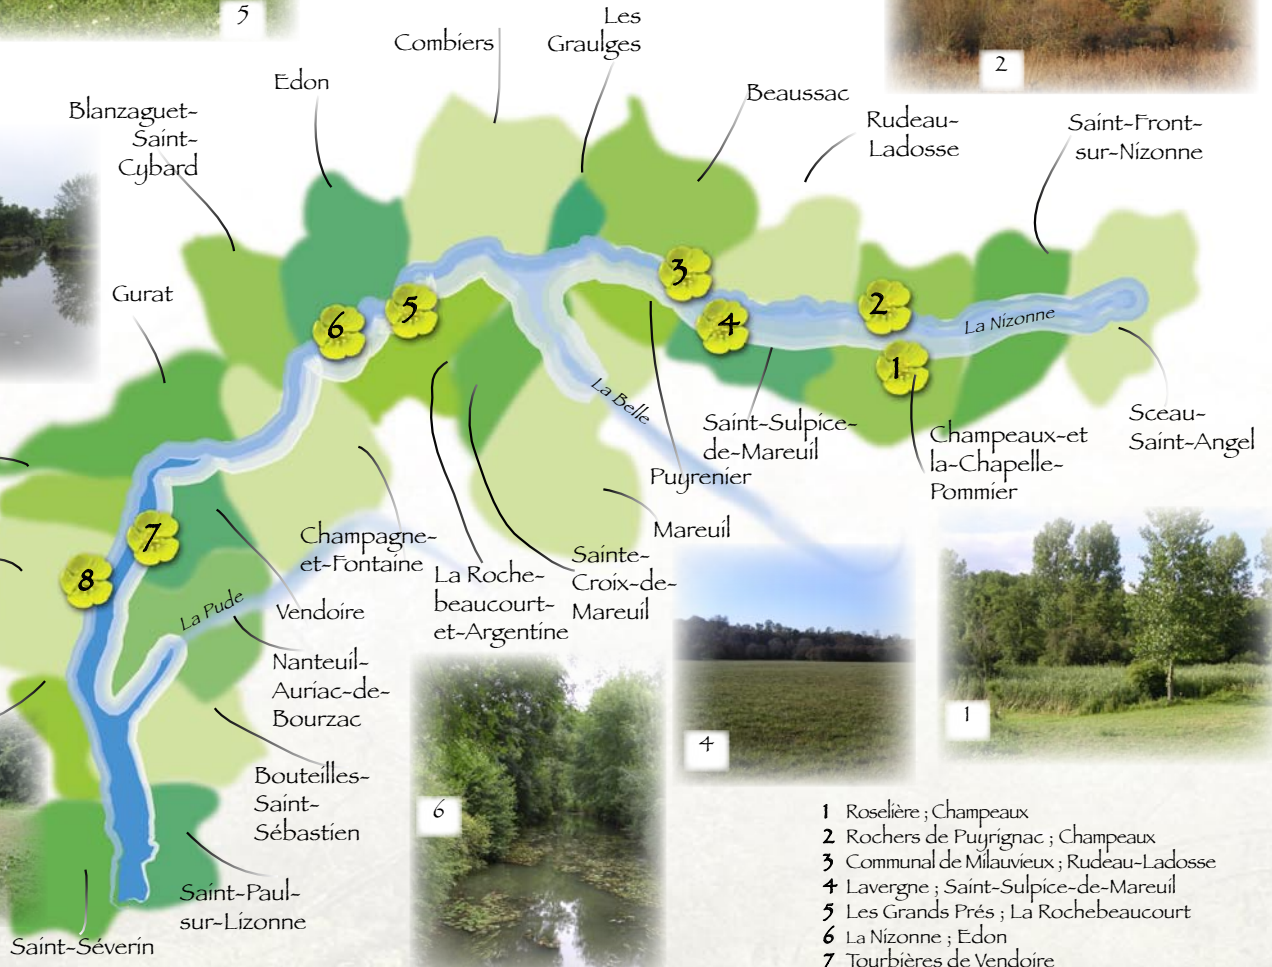 5
Combiers
Les
Graulges
2
Edon
Beaussac
Blanzaguet-
Saint-
Cybard
Rudeau-
Ladosse
Saint-Front-
sur-Nizonne
Gurat
3
5
6
4
2
La Nizonne
1
La Belle
Saint-Sulpice-
de-Mareuil
Puyrenier
Champeaux-et
la-Chapelle-
Pommier
Sceau-
Saint-Angel
Mareuil
7
8
Champagne-
et-Fontaine
La Roche-
beaucourt-
et-Argentine
Sainte-
Croix-de-
Mareuil
La Pude
Vendoire
Nanteuil-
Auriac-de-
Bourzac
Bouteilles-
Saint-
Sébastien
Saint-Paul-
sur-Lizonne
Saint-Séverin
6
4
1
1 Roselière ; Champeaux
2 Rochers de Puyrignac ; Champeaux
3 Communal de Milauvieux ; Rudeau-Ladosse
4 Lavergne ; Saint-Sulpice-de-Mareuil
5 Les Grands Prés ; La Rochebeaucourt
6 La Nizonne ; Edon
7 Tourbières de Vendoire